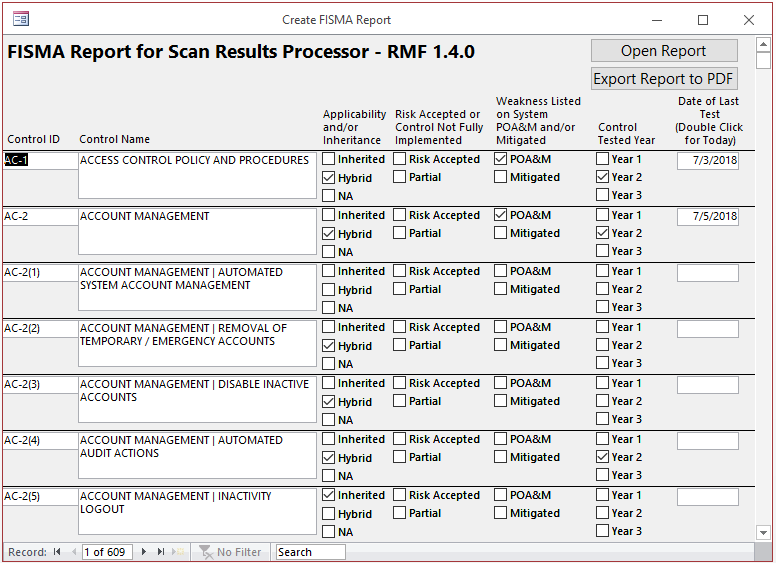 Create FISMA Report
FISMA Report for Scan Results Processor - RMF 1.4.0
Open Report
Export Report to PDF
Control ID
Control Name
Applicability
and/or
Inheritance
Risk Accepted or
Control Not Fully
Implemented
Weakness Listed
on System
POA&M and/or
Mitigated
Control
Tested Year
Date of Last
Test
(Double Click
for Today)
AC-1 ACCESS CONTROL POLICY AND PROCEDURES Inherited Risk Accepted POA&M Year 1 7/3/2018
Hybrid Partial Mitigated Year 2
NA Year 3
AC-2 ACCOUNT MANAGEMENT Inherited Risk Accepted POA&M Year 1 7/5/2018
Hybrid Partial Mitigated Year 2
NA Year 3
AC-2(1) ACCOUNT MANAGEMENT | AUTOMATED Inherited Risk Accepted POA&M Year 1
SYSTEM ACCOUNT MANAGEMENT Hybrid Partial Mitigated Year 2
NA Year 3
AC-2(2) ACCOUNT MANAGEMENT | REMOVAL OF Inherited Risk Accepted POA&M Year 1
TEMPORARY / EMERGENCY ACCOUNTS Hybrid Partial Mitigated Year 2
NA Year 3
AC-2(3) ACCOUNT MANAGEMENT | DISABLE INACTIVE Inherited Risk Accepted POA&M Year 1
ACCOUNTS Hybrid Partial Mitigated Year 2
NA Year 3
AC-2(4) ACCOUNT MANAGEMENT | AUTOMATED Inherited Risk Accepted POA&M Year 1
AUDIT ACTIONS Hybrid Partial Mitigated Year 2
NA Year 3
AC-2(5) ACCOUNT MANAGEMENT | INACTIVITY Inherited Risk Accepted POA&M Year 1
LOGOUT Hybrid Partial Mitigated Year 2
NA Year 3
Record: 1 of 609 No Filter Search